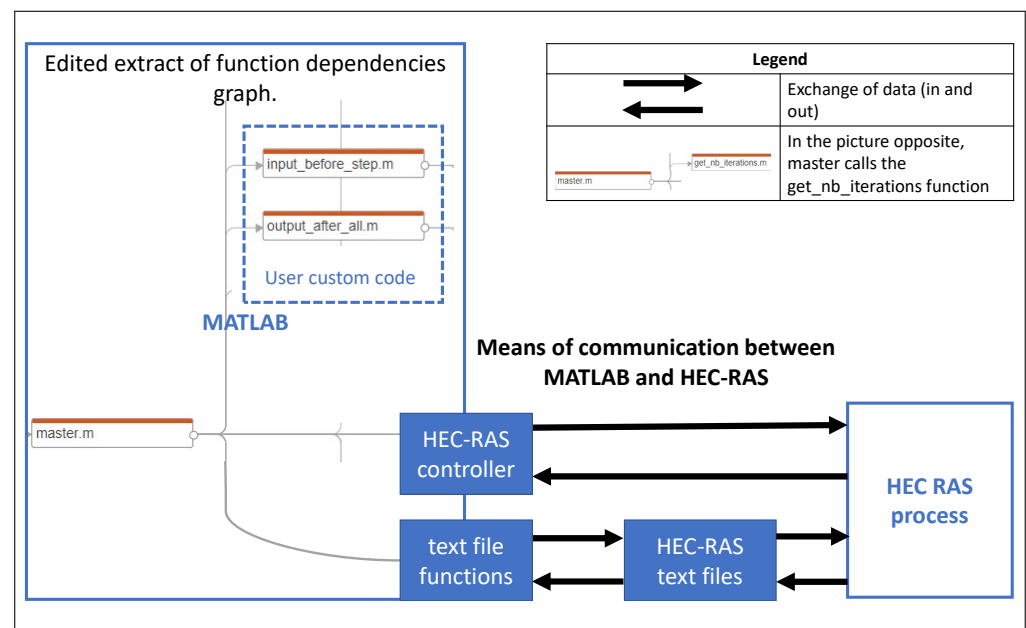 Edited extract of function dependencies
graph.
input_before_step.m
output_after_all.m
User custom code
MATLAB
master.m
Legend
Exchange of data (in and
out)
master.m
get_nb_iterations.m
In the picture opposite,
master calls the
get_nb_iterations function
Means of communication between
MATLAB and HEC-RAS
HEC-RAS
controller
text file
functions
HEC-RAS
text files
HEC RAS
process